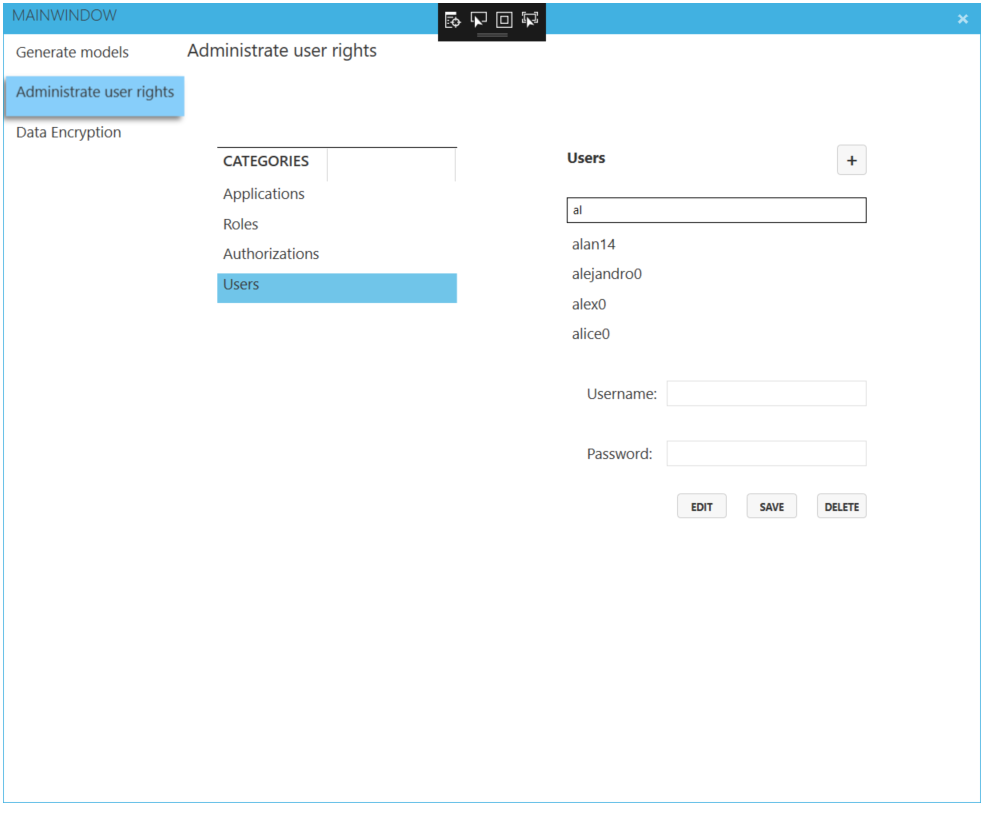 MAINWINDOW
Generate models
Administrate user rights
Data Encryption
Administrate user rights
CATEGORIES
Applications
Roles
Authorizations
Users
Users
+
al
alan14
alejandro0
alex0
alice0
Username:
Password:
EDIT SAVE DELETE